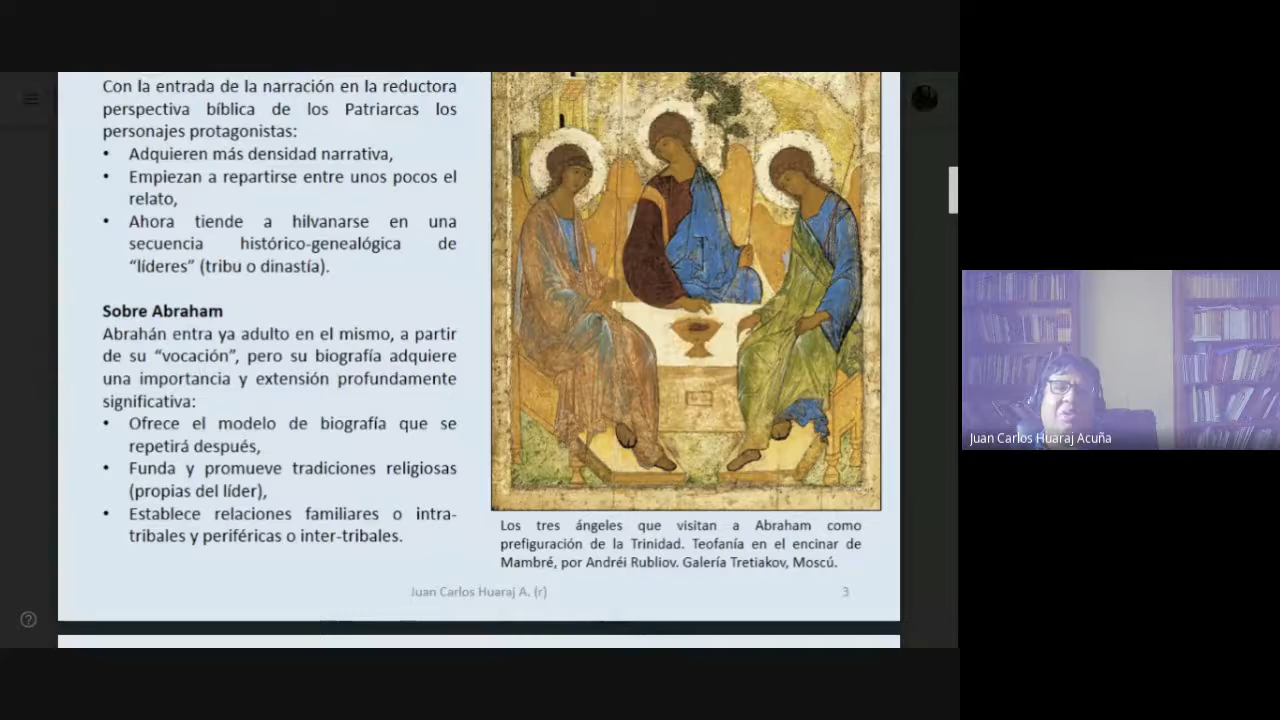 Con la entrada de la narración en la reductora
perspectiva bíblica de los Patriarcas los
personajes protagonistas:
• Adquieren más densidad narrativa,
• Empiezan a repartirse entre unos pocos el
relato,
• Ahora tiende a hilvanarse en una
secuencia histórico-genealógica de
“líderes” (tribu o dinastía).
Sobre Abraham
Abrahán entra ya adulto en el mismo, a partir
de su “vocación”, pero su biografía adquiere
una importancia y extensión profundamente
significativa:
• Ofrece el modelo de biografía que se
repetirá después,
• Funda y promueve tradiciones religiosas
(propias del líder),
• Establece relaciones familiares o intra-
tribales y periféricas o inter-tribales.
Los tres ángeles que visitan a Abraham como
prefiguración de la Trinidad. Teofanía en el encinar de
Mambré, por Andréi Rubliov. Galería Tretiakov, Moscú.
Juan Carlos Huaraj A. (r)
3
Juan Carlos Huaraj Acuña